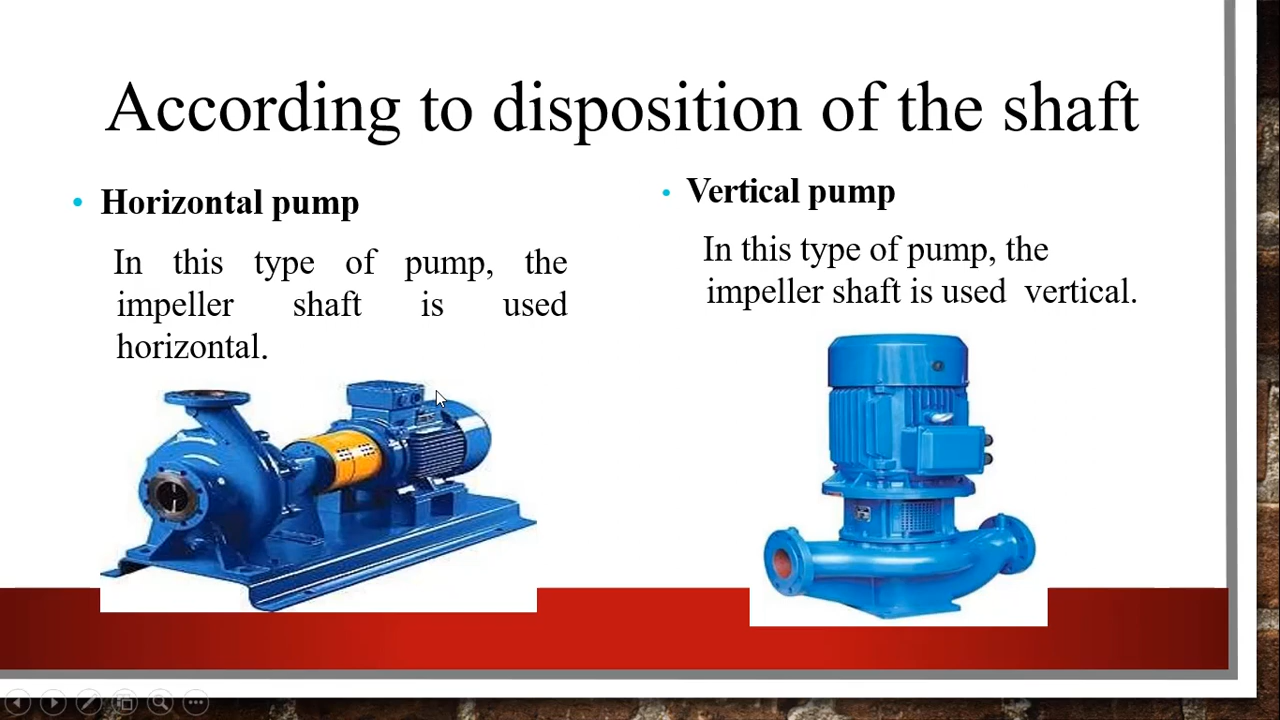 According to disposition of the shaft
• Horizontal pump
In this type of pump, the
impeller shaft is used
horizontal.
• Vertical pump
In this type of pump, the
impeller shaft is used vertical.